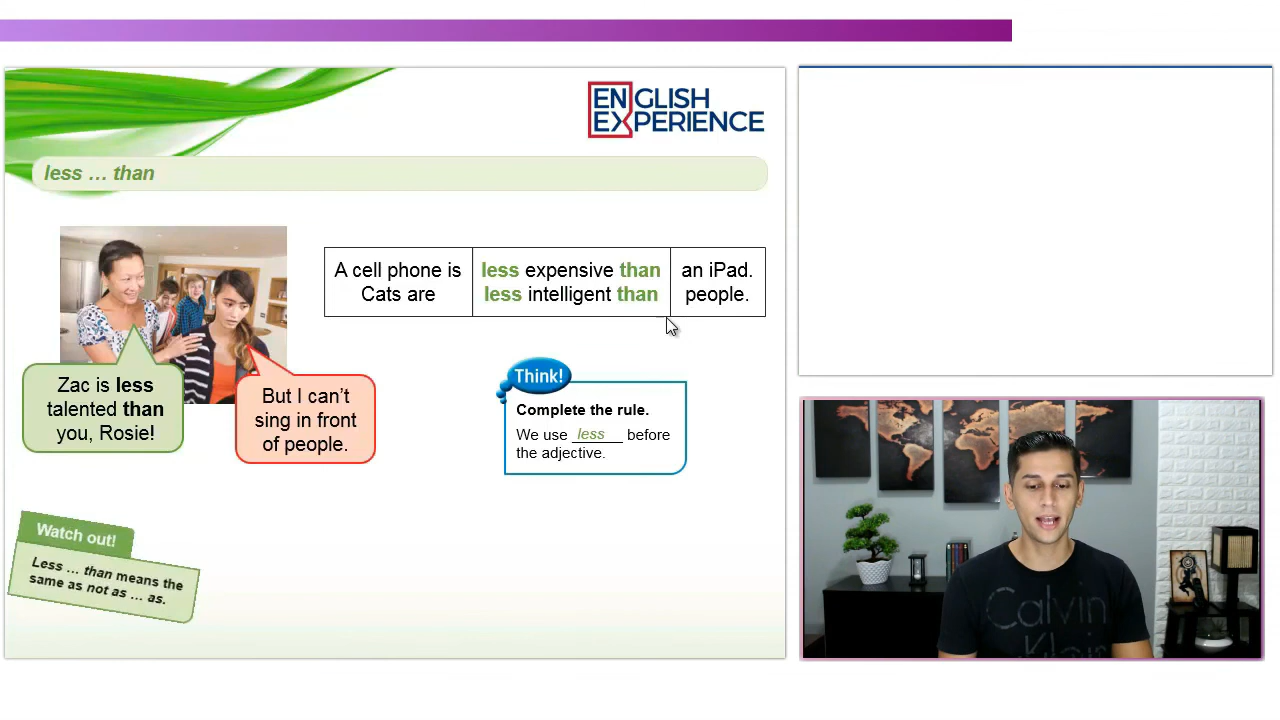 ENGLISH
EXPERIENCE
less … than
A cell phone is
Cats are
less expensive than
less intelligent than
an iPad.
people.
Zac is less
talented than
you, Rosie!
But I can’t
sing in front
of people.
Think!
Complete the rule.
We use less before
the adjective.
Watch out!
Less … than means the
same as not as … as.
Calvin
Klein